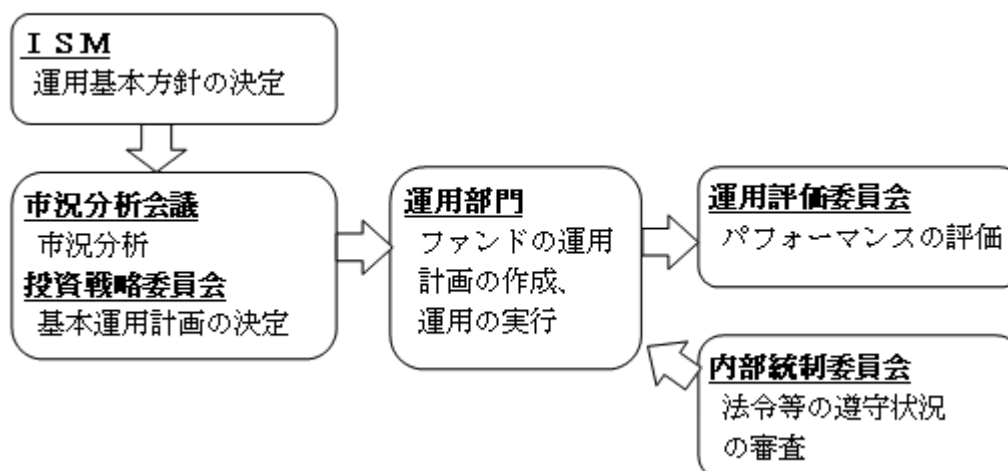 ＩＳＭ
運用基本方針の決定
市況分析会議
市況分析
投資戦略委員会
基本運用計画の決定
運用部門
ファンドの運用
計画の作成、
運用の実行
運用評価委員会
パフォーマンスの評価
内部統制委員会
法令等の遵守状況
の審査